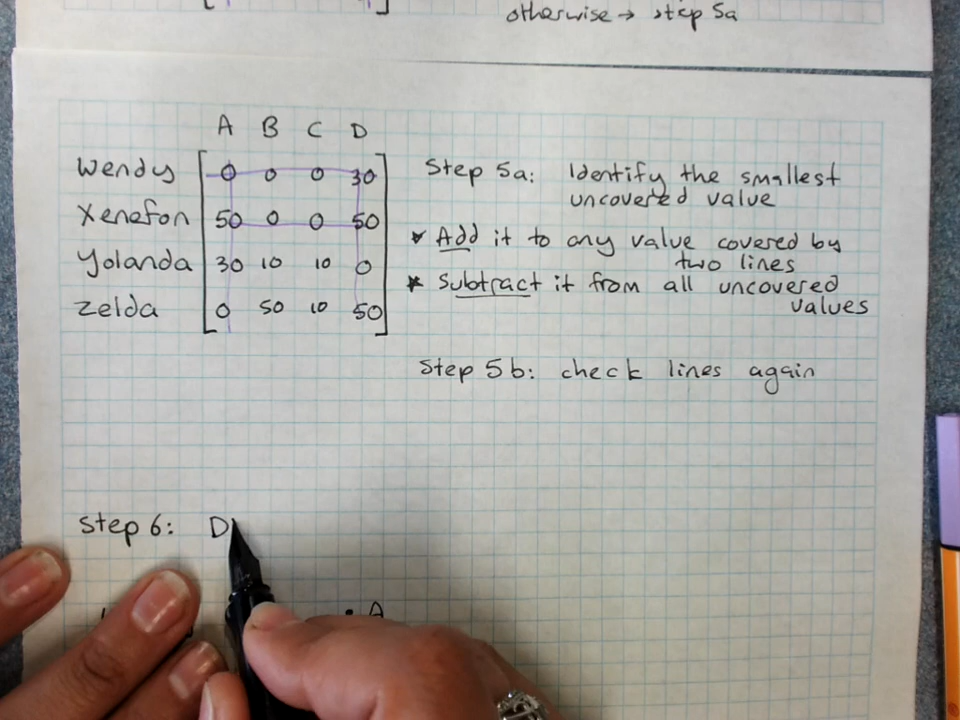 otherwise → step 5a
A B C D
Wendy 0 0 0 30
Xenefon 50 0 0 50
Yolanda 30 10 10 0
Zelda 0 50 10 50
Step 5a: Identify the smallest
uncovered value
* Add it to any value covered by
two lines
* Subtract it from all uncovered
values
Step 5b: check lines again
Step 6: D
• A